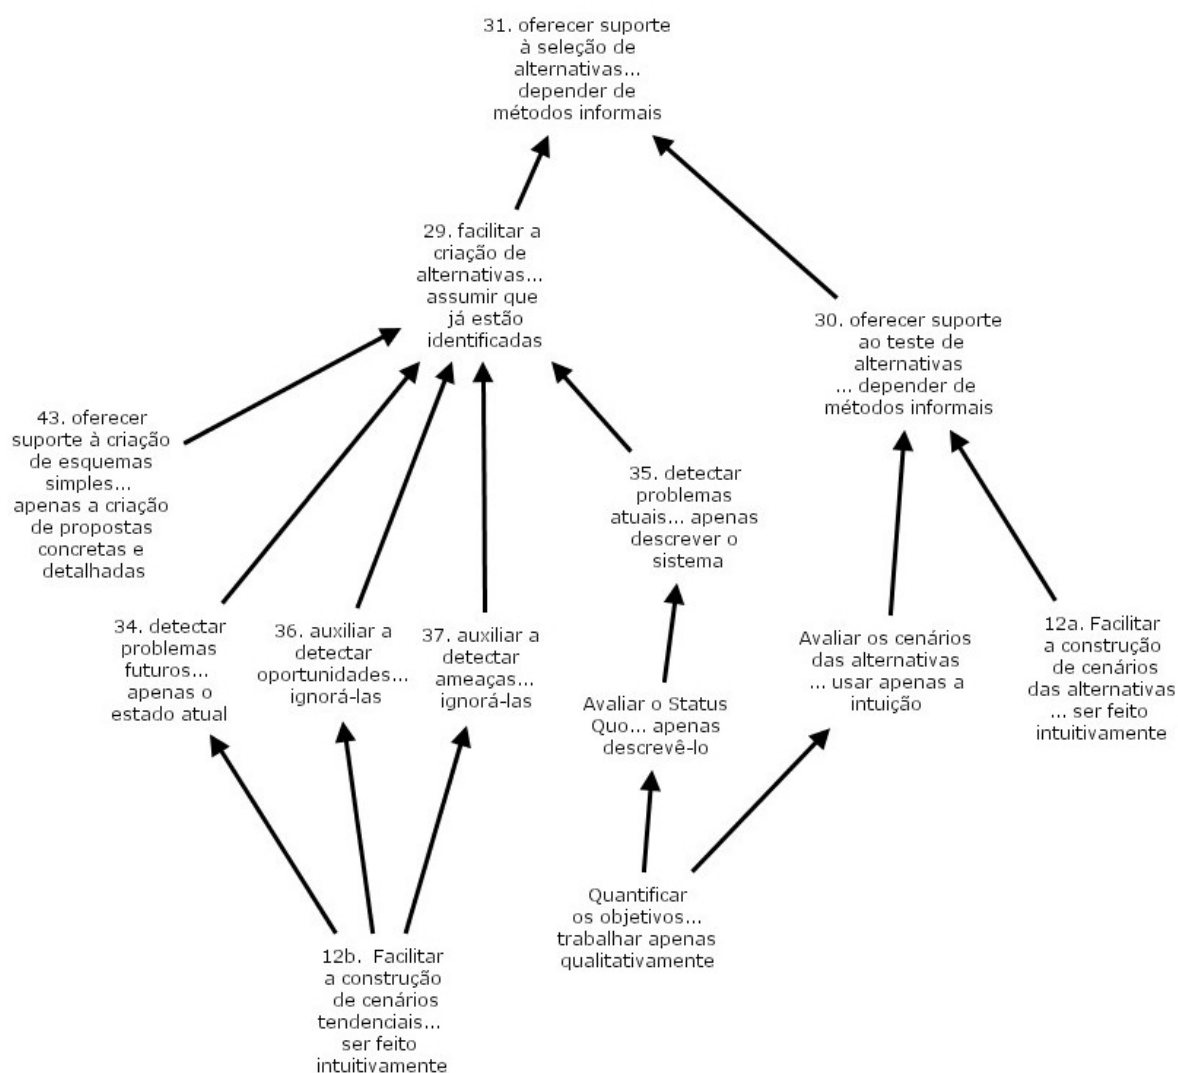 31. oferecer suporte
à seleção de
alternativas...
depender de
métodos informais
29. facilitar a
criação de
alternativas...
assumir que
já estão
identificadas
30. oferecer suporte
ao teste de
alternativas
... depender de
métodos informais
43. oferecer
suporte à criação
de esquemas
simples...
apenas a criação
de propostas
concretas e
detalhadas
35. detectar
problemas
atuais... apenas
descrever o
sistema
34. detectar
problemas
futuros...
apenas o
estado atual
36. auxiliar a
detectar
oportunidades...
ignorá-las
37. auxiliar a
detectar
ameaças...
ignorá-las
Avaliar os cenários
das alternativas
... usar apenas a
intuição
12a. Facilitar
a construção
de cenários
das alternativas
... ser feito
intuitivamente
Avaliar o Status
Quo... apenas
descrevê-lo
Quantificar
os objetivos...
trabalhar apenas
qualitativamente
12b. Facilitar
a construção
de cenários
tendenciais...
ser feito
intuitivamente